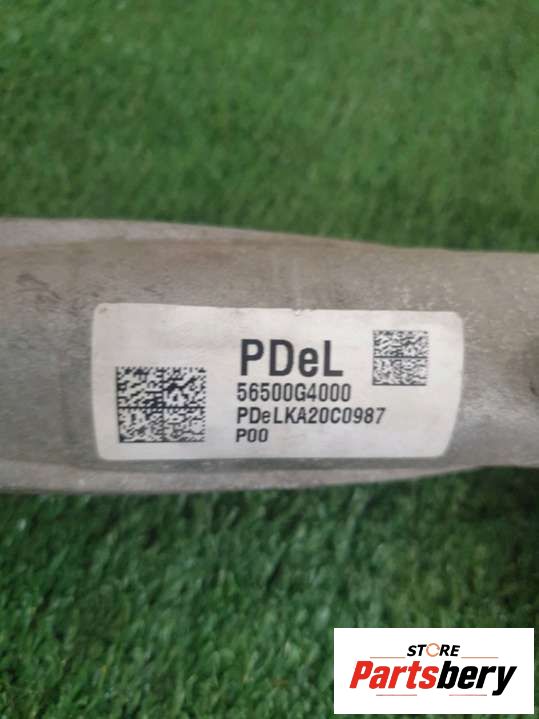 PDeL
56500G4000
PDeLKA20C0987
P00
STORE
Partsbery